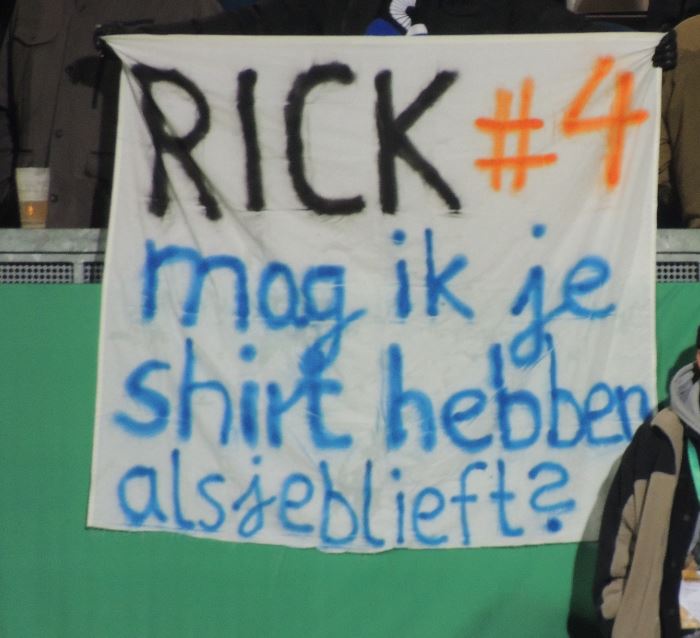 RICK #4
mag ik je
shirt hebben
alsjeblieft?